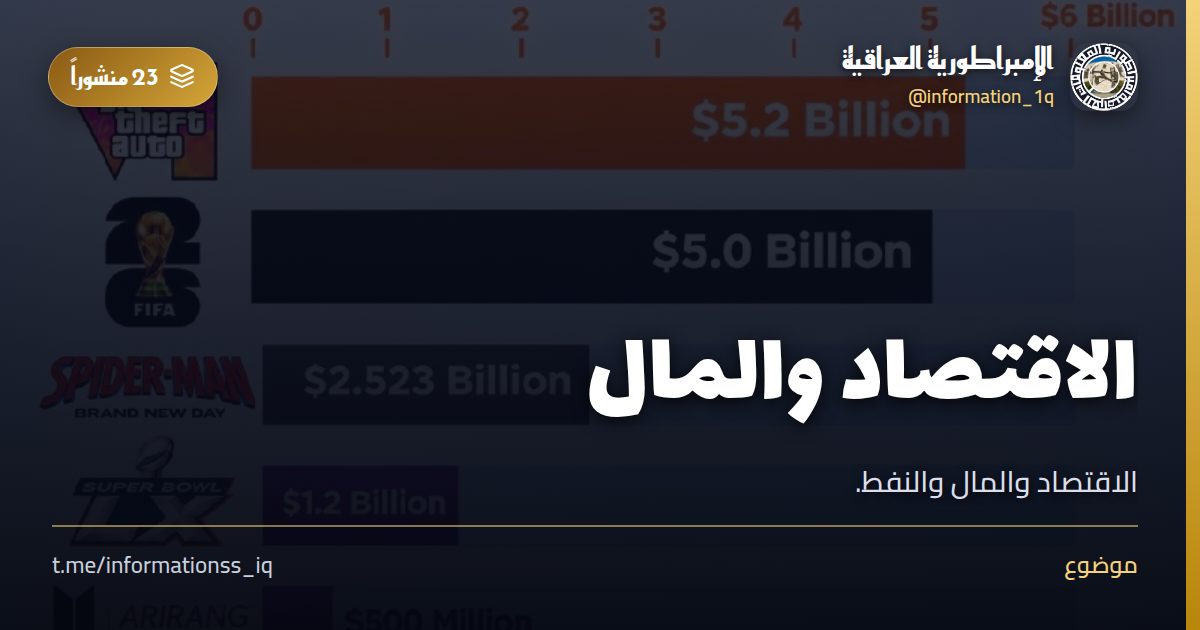 0 1 2 3 4 5 $6 Billion
الإمبراطورية العراقية
@information_1q
23 منشوراً
theft
auto
$5.2 Billion
$5.0 Billion
FIFA
SPIDER-MAN
BRAND NEW DAY
$2.523 Billion
الاقتصاد والمال
SUPER BOWL
LX
$1.2 Billion
الاقتصاد والمال والنفط.
موضوع
t.me/informationss_iq
ARIRANG
$500 Million